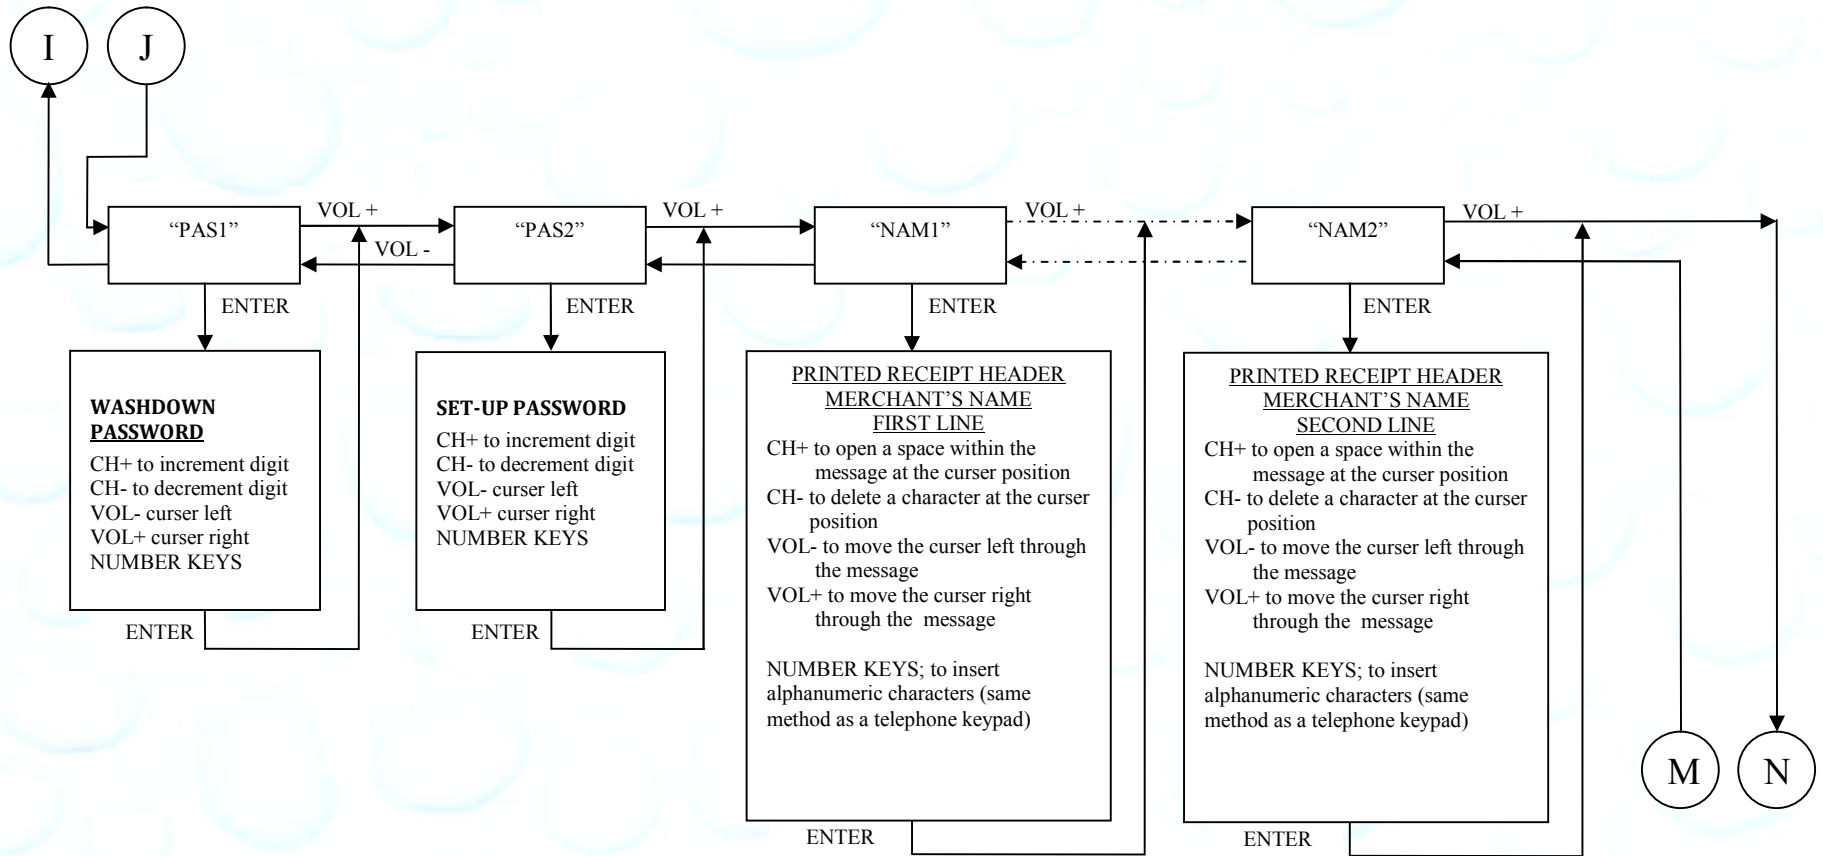 I
J
“PAS1”
VOL +
VOL -
“PAS2”
VOL +
“NAM1”
VOL +
“NAM2”
VOL +
ENTER
ENTER
ENTER
ENTER
WASHDOWN
PASSWORD
CH+ to increment digit
CH- to decrement digit
VOL- curser left
VOL+ curser right
NUMBER KEYS
ENTER
SET-UP PASSWORD
CH+ to increment digit
CH- to decrement digit
VOL- curser left
VOL+ curser right
NUMBER KEYS
ENTER
PRINTED RECEIPT HEADER
MERCHANT’S NAME
FIRST LINE
CH+ to open a space within the
message at the curser position
CH- to delete a character at the curser
position
VOL- to move the curser left through
the message
VOL+ to move the curser right
through the message
NUMBER KEYS; to insert
alphanumeric characters (same
method as a telephone keypad)
ENTER
PRINTED RECEIPT HEADER
MERCHANT’S NAME
SECOND LINE
CH+ to open a space within the
message at the curser position
CH- to delete a character at the curser
position
VOL- to move the curser left through
the message
VOL+ to move the curser right
through the message
NUMBER KEYS; to insert
alphanumeric characters (same
method as a telephone keypad)
ENTER
M
N